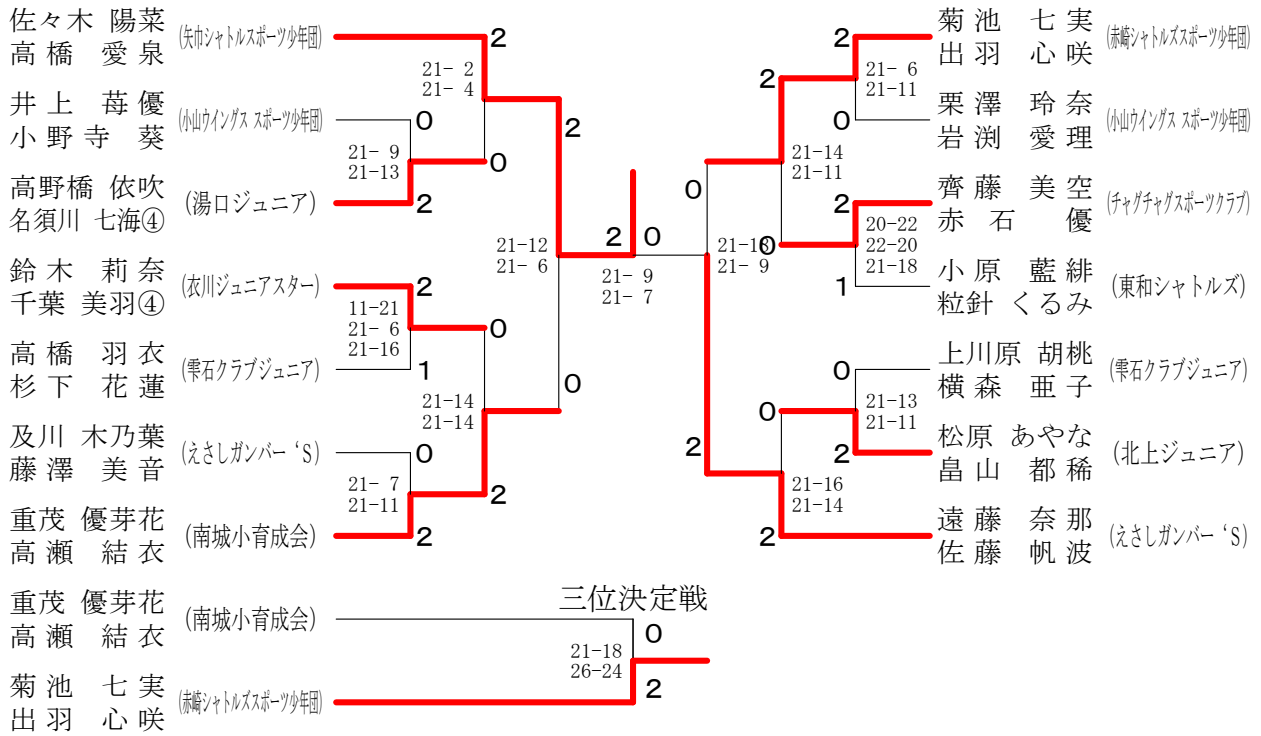 佐々木 陽菜
高橋 愛泉
(矢巾シャトルスポーツ少年団)
2
21- 2
21- 4
井上 苺優
小野寺 葵
(小山ウイングス スポーツ少年団)
0
21- 9
21-13
0
高野橋 依吹
名須川 七海④
(湯口ジュニア)
2
2
21-12
21- 6
鈴木 莉奈
千葉 美羽④
(衣川ジュニアスター)
2
11-21
21- 6
21-16
0
高橋 羽衣
杉下 花蓮
(雫石クラブジュニア)
1
21-14
21-14
0
及川 木乃葉
藤澤 美音
(えさしガンバー‘S)
0
21- 7
21-11
2
重茂 優芽花
高瀬 結衣
(南城小育成会)
2
2
0
21- 9
21- 7
菊池 七実
出羽 心咲
(赤崎シャトルズスポーツ少年団)
2
21- 6
21-11
2
栗澤 玲奈
岩渕 愛理
(小山ウイングス スポーツ少年団)
0
21-14
21-11
0
齊藤 美空
赤石 優
(チャグチャグスポーツクラブ)
2
20-22
22-20
21-18
0
21- 9
小原 藍緋
粒針 くるみ
(東和シャトルズ)
1
上川原 胡桃
横森 亜子
(雫石クラブジュニア)
0
21-13
21-11
0
松原 あやな
畠山 都稀
(北上ジュニア)
2
2
21-16
21-14
遠藤 奈那
佐藤 帆波
(えさしガンバー‘S)
2
三位決定戦
重茂 優芽花
高瀬 結衣
(南城小育成会)
0
21-18
26-24
菊池 七実
出羽 心咲
(赤崎シャトルズスポーツ少年団)
2